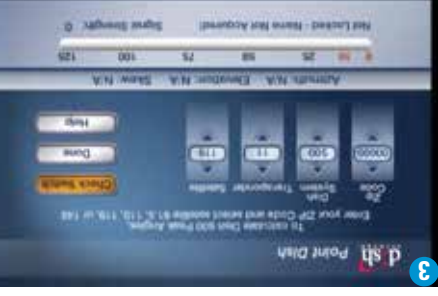 3
dish
NETWORK
Point Dish
To calculate Dish 500 Peak Angles,
Enter your ZIP Code and select satellite 61.5, 110, 119, or 148
Zip
Code
Dish
System
Transponder
Satellite
00000
500
11
119
Check Switch
Done
Help
Azimuth: N/A Elevation: N/A Skew: N/A
0 25 50 75 100 125
Not Locked - Name Not Acquired! Signal Strength: 0